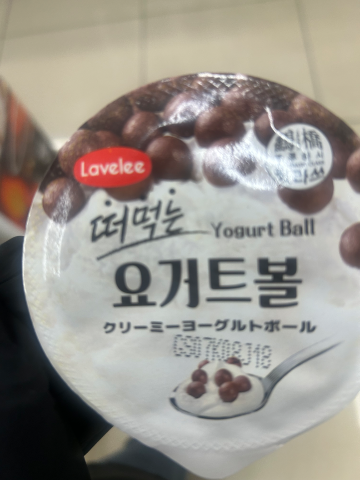 Lavelee
떠먹는
Yogurt Ball
요거트볼
クリーミーヨーグルトボール